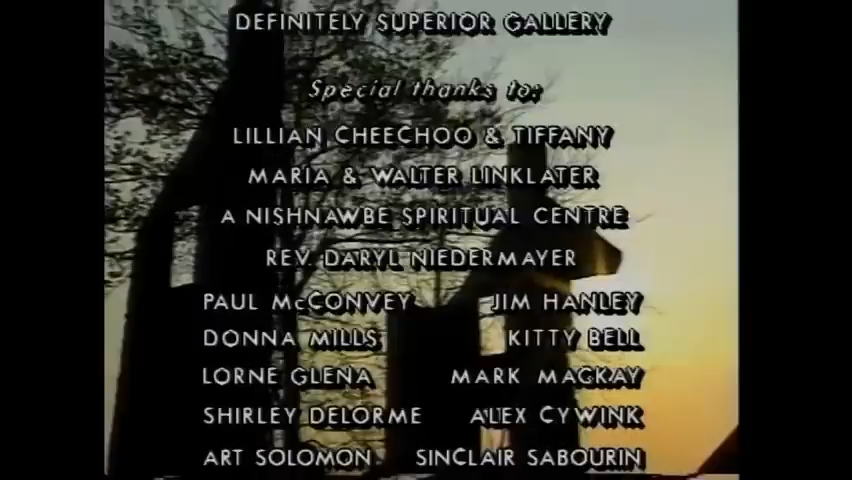 DEFINITELY SUPERIOR GALLERY
Special thanks to:
LILLIAN CHEECHOO & TIFFANY
MARIA & WALTER LINKLATER
A NISHNAWBE SPIRITUAL CENTRE
REV. DARYL NIEDERMAYER
PAUL McCONVEY JIM HANLEY
DONNA MILLS KITTY BELL
LORNE GLENA MARK MACKAY
SHIRLEY DELORME ALEX CYWINK
ART SOLOMON SINCLAIR SABOURIN